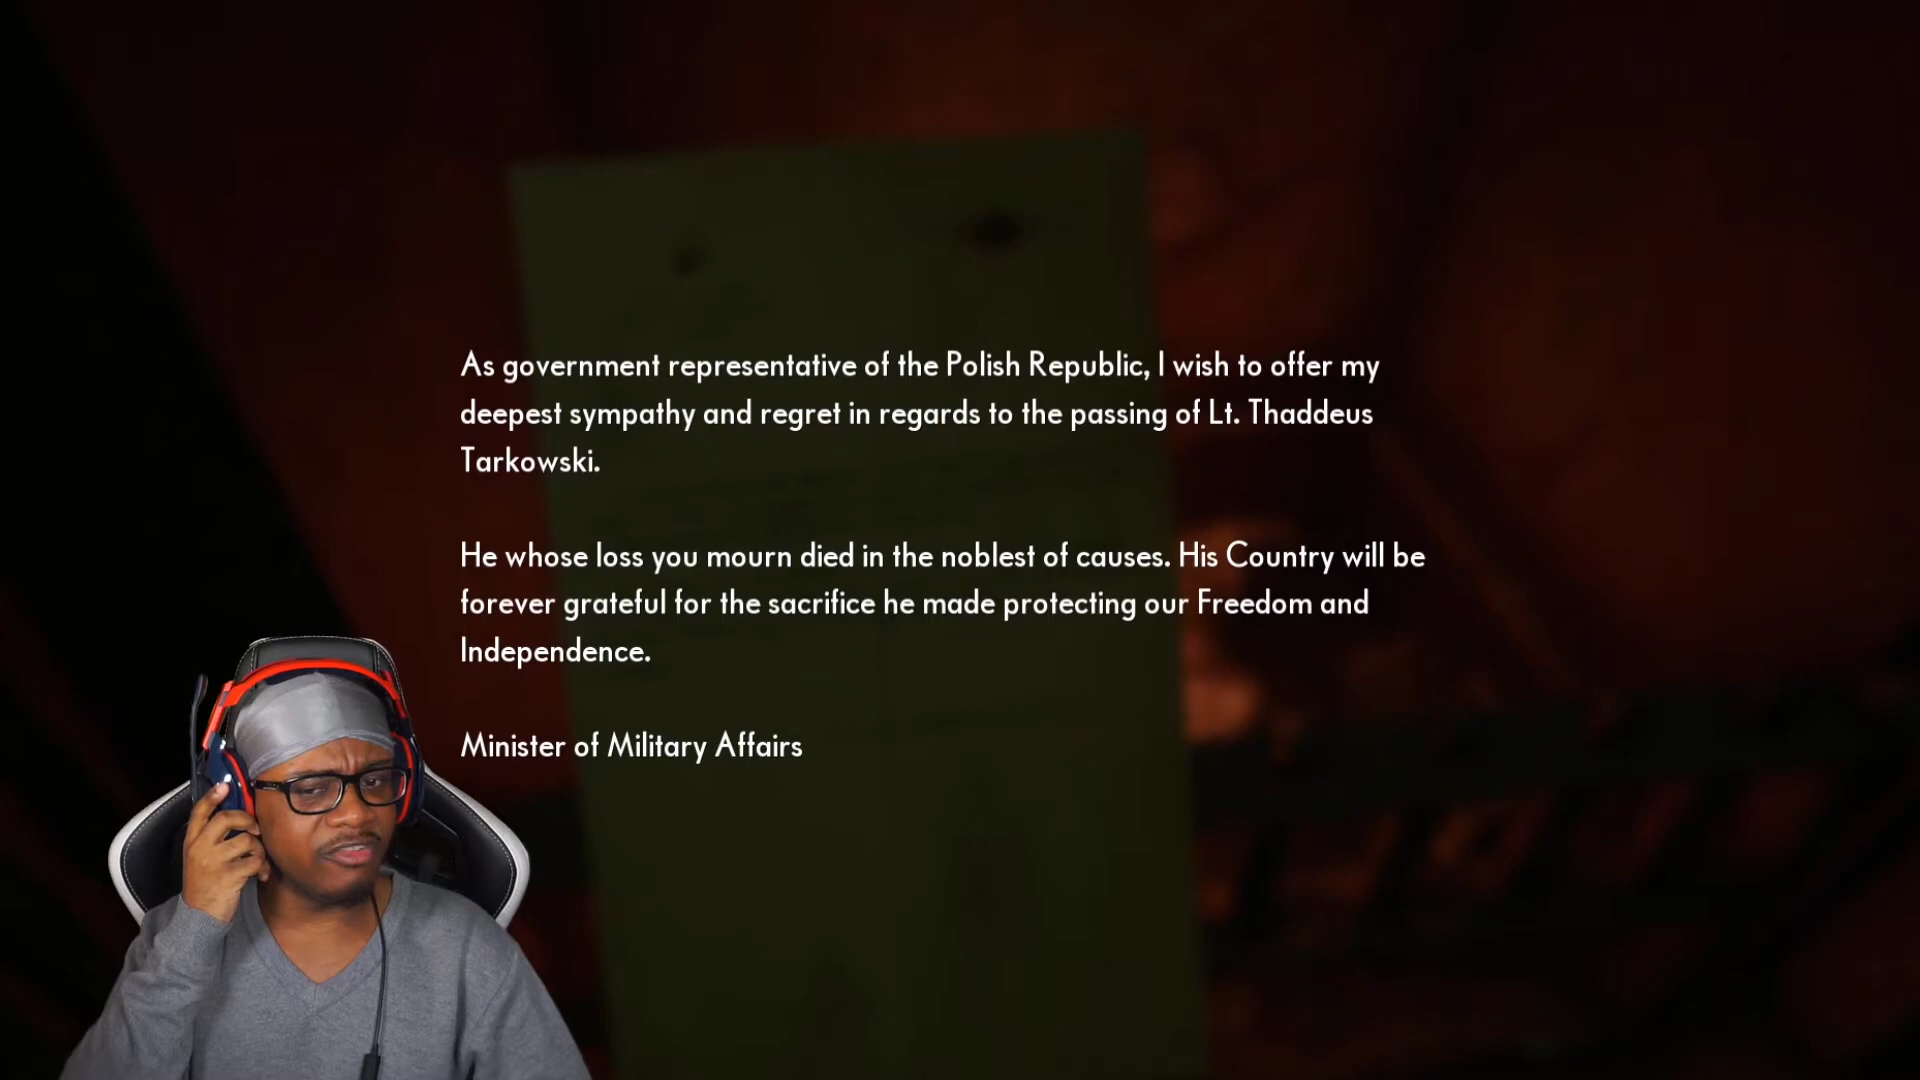 As government representative of the Polish Republic, I wish to offer my
deepest sympathy and regret in regards to the passing of Lt. Thaddeus
Tarkowski.
He whose loss you mourn died in the noblest of causes. His Country will be
forever grateful for the sacrifice he made protecting our Freedom and
Independence.
Minister of Military Affairs